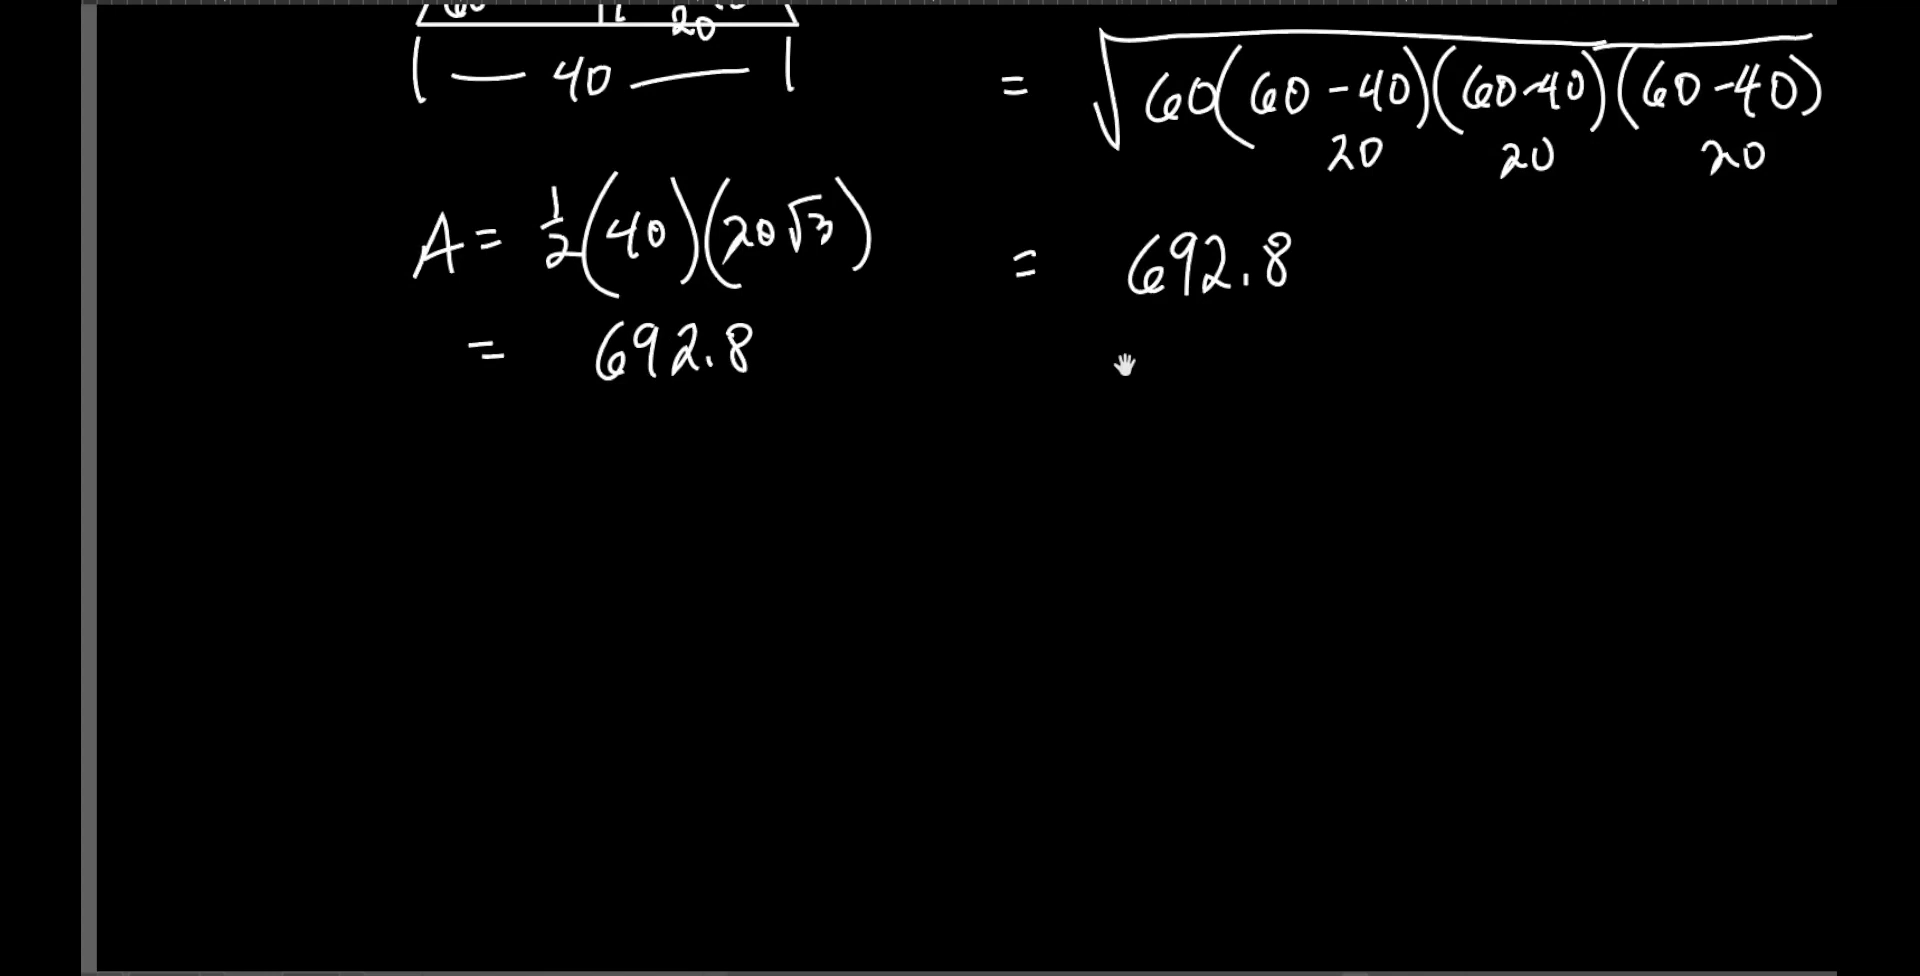 60 20
40
A = 1/2 (40)(20√3)
= 692.8
= √60(60-40)(60-40)(60-40)
20 20 20
= 692.8